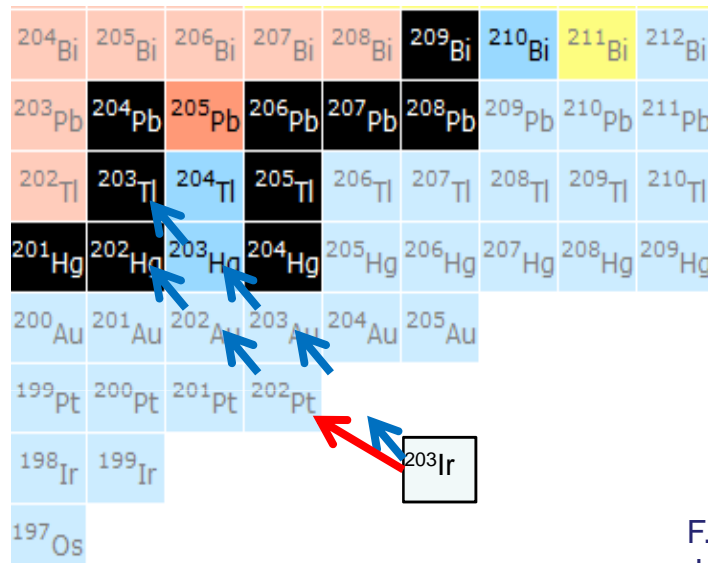 204Bi 205Bi 206Bi 207Bi 208Bi 209Bi 210Bi 211Bi 212Bi
203Pb 204Pb 205Pb 206Pb 207Pb 208Pb 209Pb 210Pb 211Pb
202Tl 203Tl 204Tl 205Tl 206Tl 207Tl 208Tl 209Tl 210Tl
201Hg 202Hg 203Hg 204Hg 205Hg 206Hg 207Hg 208Hg 209Hg
200Au 201Au 202Au 203Au 204Au 205Au
199Pt 200Pt 201Pt 202Pt
198Ir 199Ir 203Ir
197Os
F.